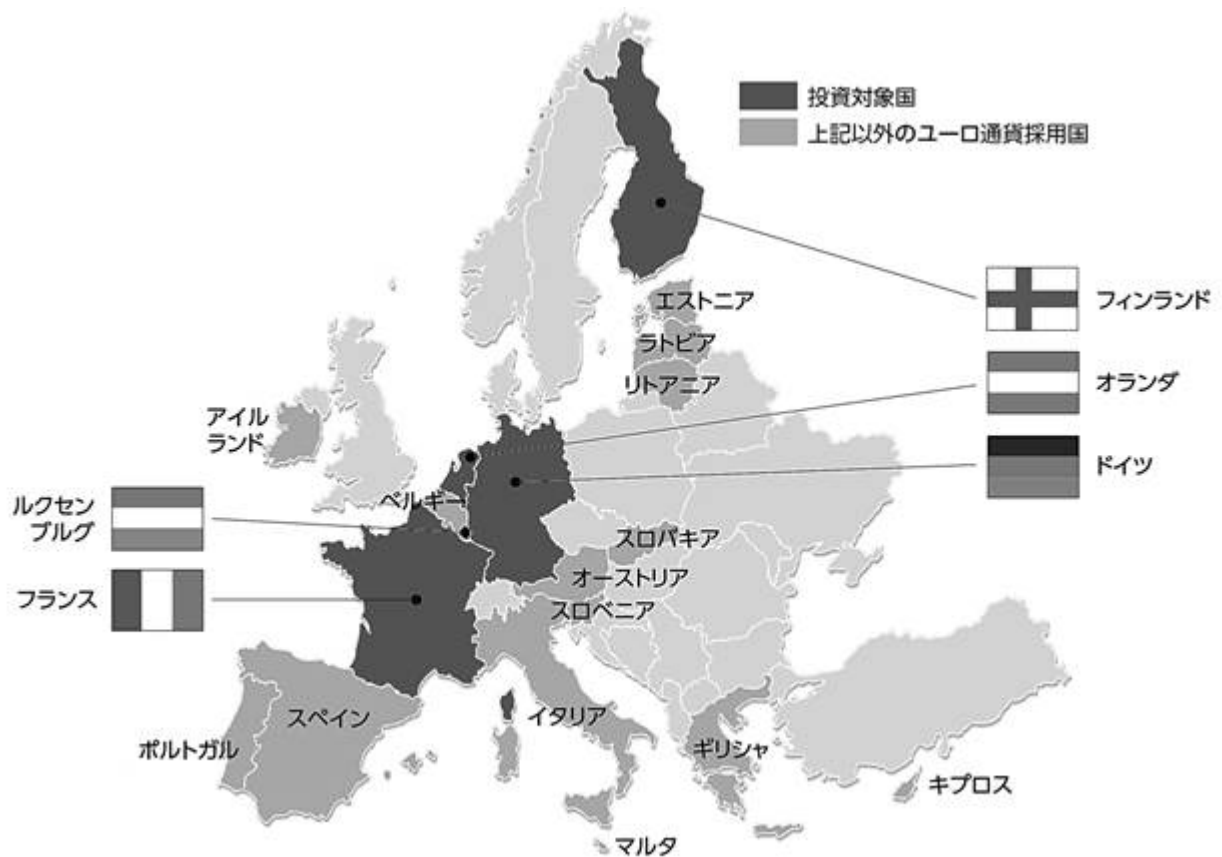 投資対象国
上記以外のユーロ通貨採用国
フィンランド
エストニア
ラトビア
リトアニア
オランダ
アイル
ランド
ドイツ
ベルギー
ルクセン
ブルグ
スロバキア
オーストリア
フランス
スロベニア
スペイン
イタリア
ポルトガル
ギリシャ
キプロス
マルタ